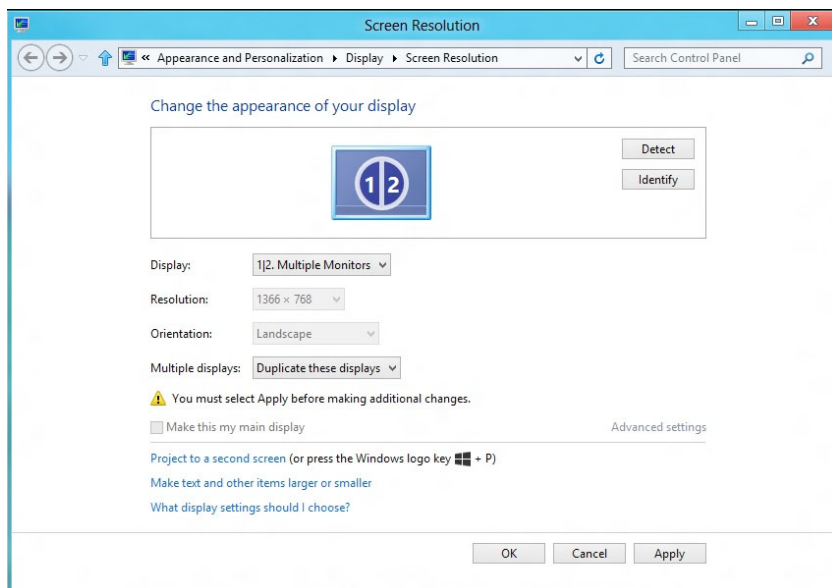 Screen Resolution
« Appearance and Personalization Display Screen Resolution
Search Control Panel
Change the appearance of your display
1 2
Detect
Identify
Display: 1|2. Multiple Monitors
Resolution: 1366 × 768
Orientation: Landscape
Multiple displays: Duplicate these displays
You must select Apply before making additional changes.
Make this my main display Advanced settings
Project to a second screen (or press the Windows logo key + P)
Make text and other items larger or smaller
What display settings should I choose?
OK Cancel Apply